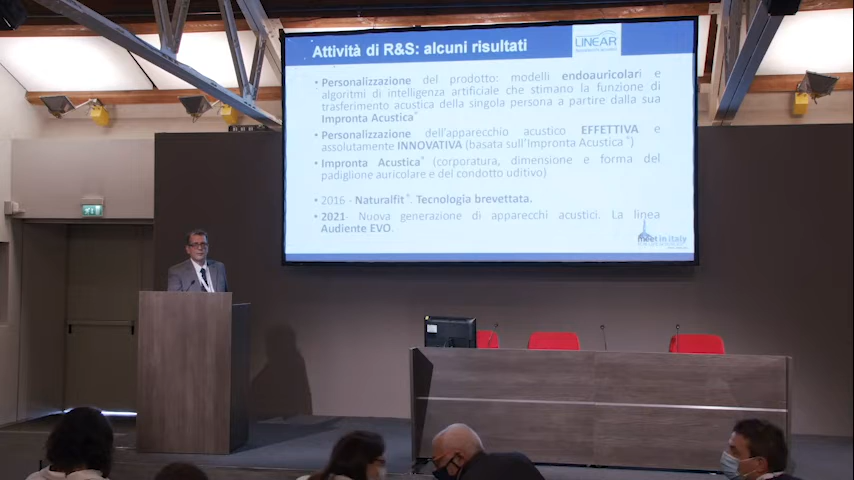 Attività di R&S: alcuni risultati
LINEAR
• Personalizzazione del prodotto: modelli endoauricolari e
algoritmi di intelligenza artificiale che stimano la funzione di
trasferimento acustica della singola persona a partire dalla sua
Impronta Acustica®
• Personalizzazione dell'apparecchio acustico EFFETTIVA e
assolutamente INNOVATIVA (basata sull'Impronta Acustica®)
• Impronta Acustica® (corporatura, dimensione e forma del
padiglione auricolare e del condotto uditivo)
• 2016 - Naturalfit®. Tecnologia brevettata.
• 2021- Nuova generazione di apparecchi acustici. La linea
Audiente EVO.
meet in italy